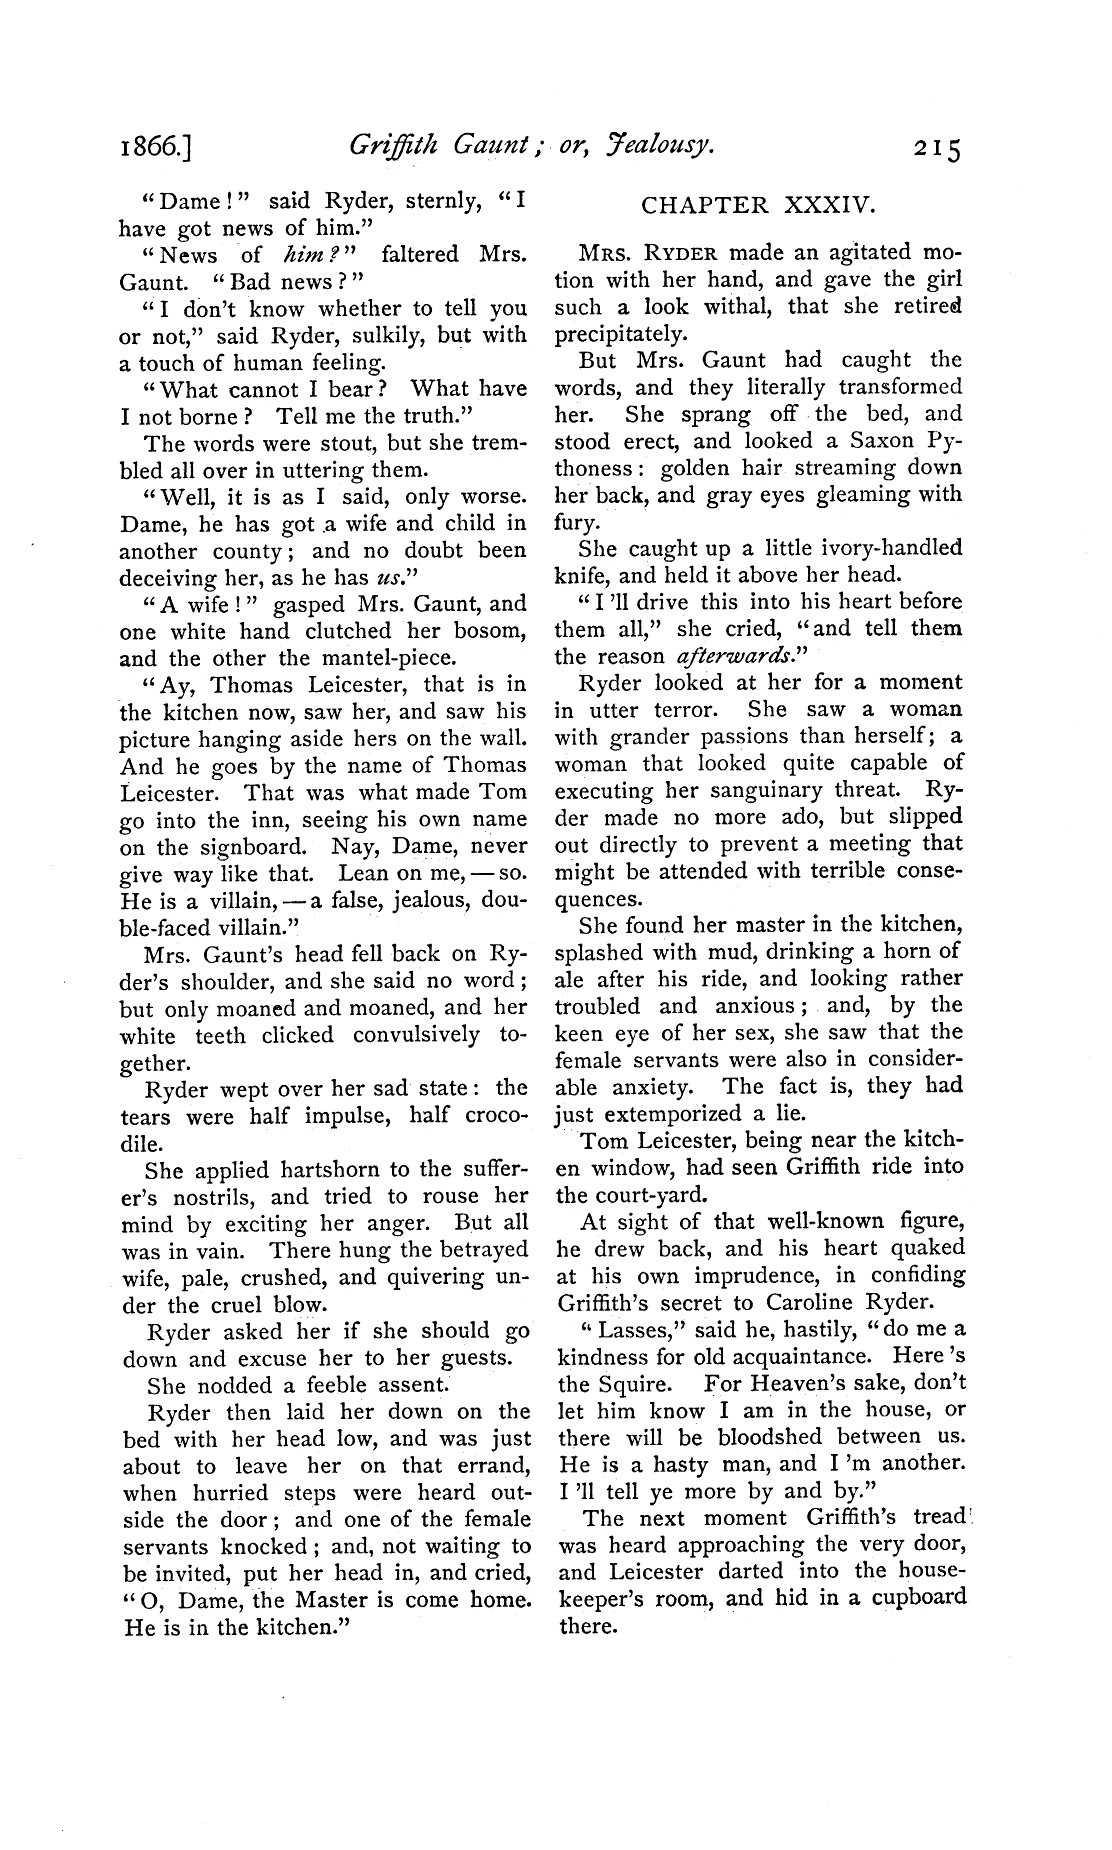 1866.] Griffith Gaunt; or, Jealousy. 215
"Dame!" said Ryder, sternly, "I
have got news of him."
"News of him?" faltered Mrs.
Gaunt. "Bad news?"
"I don't know whether to tell you
or not," said Ryder, sulkily, but with
a touch of human feeling.
"What cannot I bear? What have
I not borne? Tell me the truth."
The words were stout, but she trem-
bled all over in uttering them.
"Well, it is as I said, only worse.
Dame, he has got a wife and child in
another county; and no doubt been
deceiving her, as he has us."
"A wife!" gasped Mrs. Gaunt, and
one white hand clutched her bosom,
and the other the mantel-piece.
"Ay, Thomas Leicester, that is in
the kitchen now, saw her, and saw his
picture hanging aside hers on the wall.
And he goes by the name of Thomas
Leicester. That was what made Tom
go into the inn, seeing his own name
on the signboard. Nay, Dame, never
give way like that. Lean on me, — so.
He is a villain, — a false, jealous, dou-
ble-faced villain."
Mrs. Gaunt's head fell back on Ry-
der's shoulder, and she said no word;
but only moaned and moaned, and her
white teeth clicked convulsively to-
gether.
Ryder wept over her sad state: the
tears were half impulse, half croco-
dile.
She applied hartshorn to the suffer-
er's nostrils, and tried to rouse her
mind by exciting her anger. But all
was in vain. There hung the betrayed
wife, pale, crushed, and quivering un-
der the cruel blow.
Ryder asked her if she should go
down and excuse her to her guests.
She nodded a feeble assent.
Ryder then laid her down on the
bed with her head low, and was just
about to leave her on that errand,
when hurried steps were heard out-
side the door; and one of the female
servants knocked; and, not waiting to
be invited, put her head in, and cried,
"O, Dame, the Master is come home.
He is in the kitchen."
CHAPTER XXXIV.
MRS. RYDER made an agitated mo-
tion with her hand, and gave the girl
such a look withal, that she retired
precipitately.
But Mrs. Gaunt had caught the
words, and they literally transformed
her. She sprang off the bed, and
stood erect, and looked a Saxon Py-
thoness: golden hair streaming down
her back, and gray eyes gleaming with
fury.
She caught up a little ivory-handled
knife, and held it above her head.
"I 'll drive this into his heart before
them all," she cried, "and tell them
the reason afterwards."
Ryder looked at her for a moment
in utter terror. She saw a woman
with grander passions than herself; a
woman that looked quite capable of
executing her sanguinary threat. Ry-
der made no more ado, but slipped
out directly to prevent a meeting that
might be attended with terrible conse-
quences.
She found her master in the kitchen,
splashed with mud, drinking a horn of
ale after his ride, and looking rather
troubled and anxious; and, by the
keen eye of her sex, she saw that the
female servants were also in consider-
able anxiety. The fact is, they had
just extemporized a lie.
Tom Leicester, being near the kitch-
en window, had seen Griffith ride into
the court-yard.
At sight of that well-known figure,
he drew back, and his heart quaked
at his own imprudence, in confiding
Griffith's secret to Caroline Ryder.
"Lasses," said he, hastily, "do me a
kindness for old acquaintance. Here 's
the Squire. For Heaven's sake, don't
let him know I am in the house, or
there will be bloodshed between us.
He is a hasty man, and I 'm another.
I 'll tell ye more by and by."
The next moment Griffith's tread
was heard approaching the very door,
and Leicester darted into the house-
keeper's room, and hid in a cupboard
there.